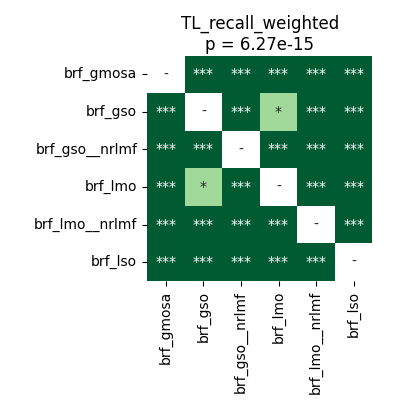 TL_recall_weighted
p = 6.27e-15
brf_gmosa - *** *** *** *** ***
brf_gso *** - *** * *** ***
brf_gso__nrlmf *** *** - *** *** ***
brf_lmo *** * *** - *** ***
brf_lmo__nrlmf *** *** *** *** - ***
brf_lso *** *** *** *** *** -
brf_gmosa
brf_gso
brf_gso__nrlmf
brf_lmo
brf_lmo__nrlmf
brf_lso